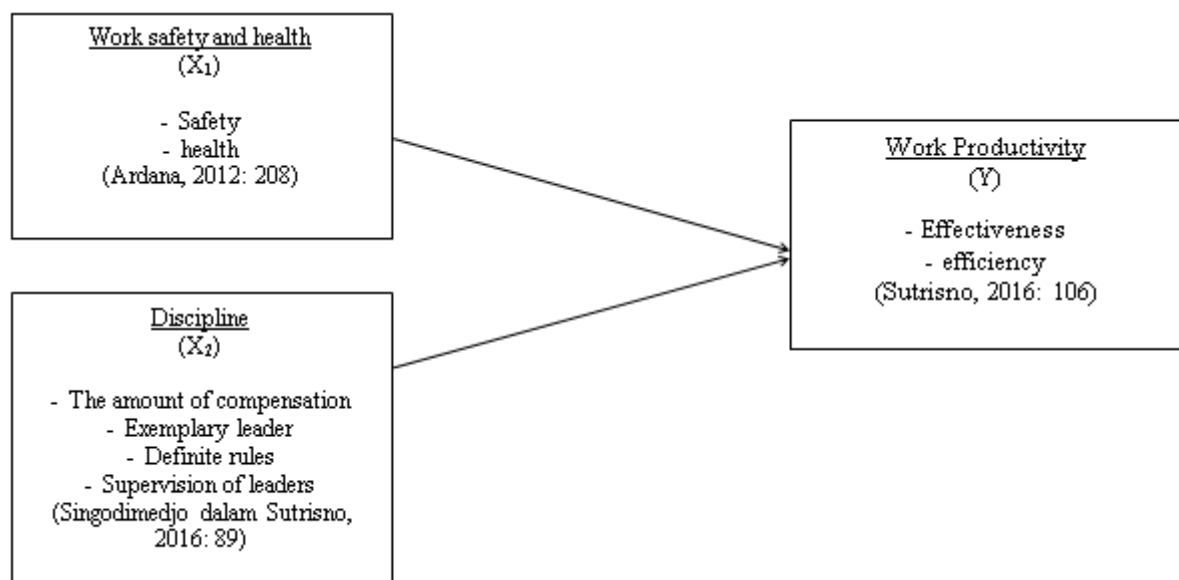 Work safety and health
(X₁)
- Safety
- health
(Ardana, 2012: 208)
Discipline
(X₂)
- The amount of compensation
- Exemplary leader
- Definite rules
- Supervision of leaders
(Singodimedjo dalam Sutrisno,
2016: 89)
Work Productivity
(Y)
- Effectiveness
- efficiency
(Sutrisno, 2016: 106)